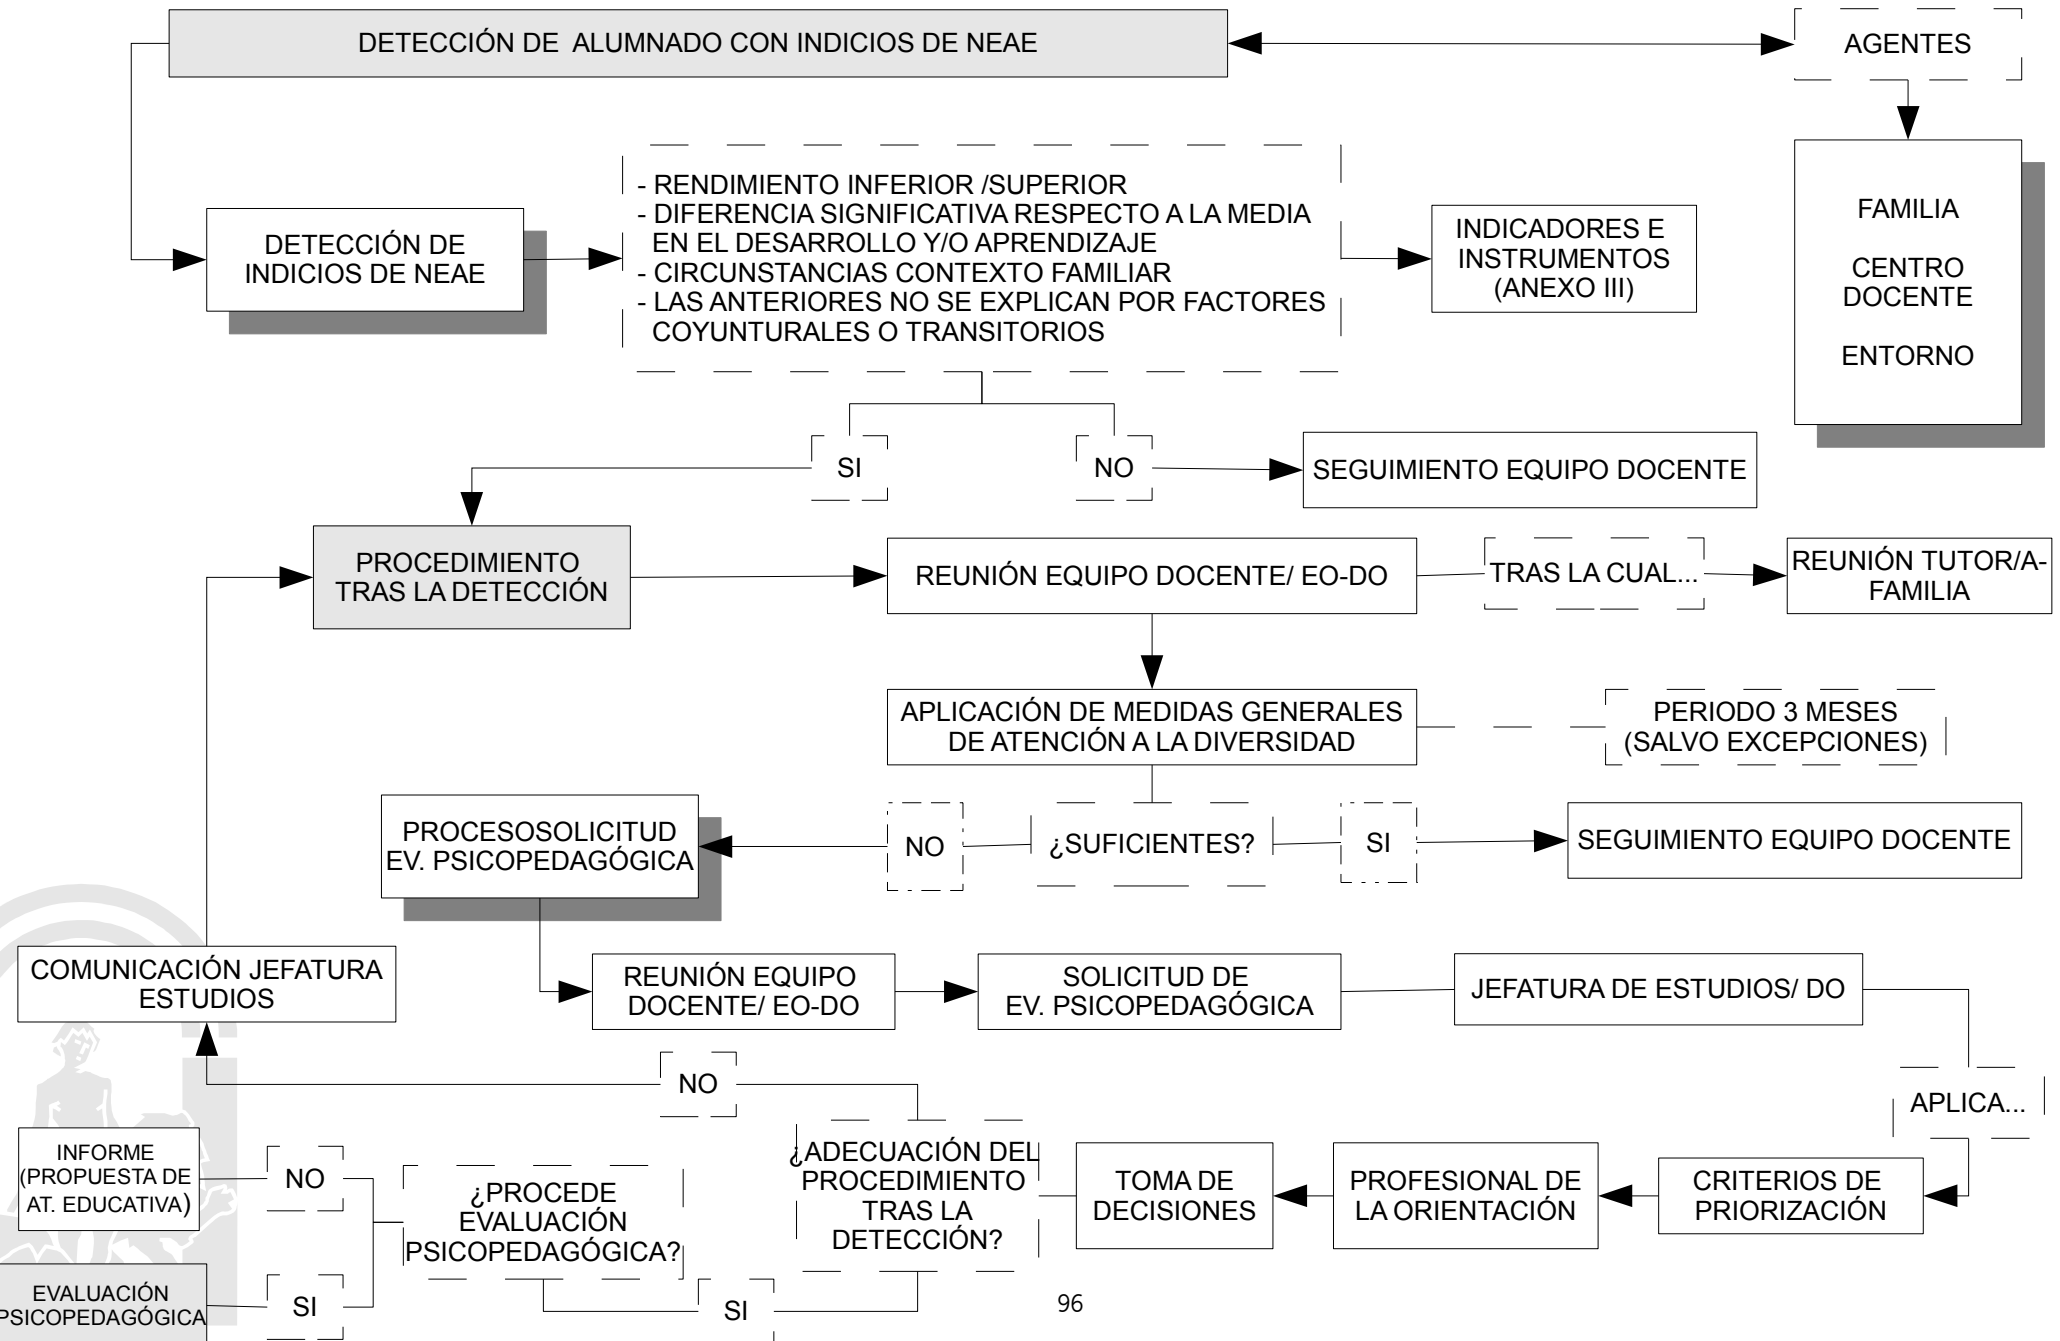 DETECCIÓN DE ALUMNADO CON INDICIOS DE NEAE
AGENTES
FAMILIA
CENTRO
DOCENTE
ENTORNO
DETECCIÓN DE
INDICIOS DE NEAE
- RENDIMIENTO INFERIOR /SUPERIOR
- DIFERENCIA SIGNIFICATIVA RESPECTO A LA MEDIA
EN EL DESARROLLO Y/O APRENDIZAJE
- CIRCUNSTANCIAS CONTEXTO FAMILIAR
- LAS ANTERIORES NO SE EXPLICAN POR FACTORES
COYUNTURALES O TRANSITORIOS
INDICADORES E
INSTRUMENTOS
(ANEXO III)
SI
NO
SEGUIMIENTO EQUIPO DOCENTE
PROCEDIMIENTO
TRAS LA DETECCIÓN
REUNIÓN EQUIPO DOCENTE/ EO-DO
TRAS LA CUAL...
REUNIÓN TUTOR/A-
FAMILIA
APLICACIÓN DE MEDIDAS GENERALES
DE ATENCIÓN A LA DIVERSIDAD
PERIODO 3 MESES
(SALVO EXCEPCIONES)
PROCESOSOLICITUD
EV. PSICOPEDAGÓGICA
NO
¿SUFICIENTES?
SI
SEGUIMIENTO EQUIPO DOCENTE
COMUNICACIÓN JEFATURA
ESTUDIOS
REUNIÓN EQUIPO
DOCENTE/ EO-DO
SOLICITUD DE
EV. PSICOPEDAGÓGICA
JEFATURA DE ESTUDIOS/ DO
NO
APLICA...
INFORME
(PROPUESTA DE
AT. EDUCATIVA)
NO
¿PROCEDE
EVALUACIÓN
PSICOPEDAGÓGICA?
¿ADECUACIÓN DEL
PROCEDIMIENTO
TRAS LA
DETECCIÓN?
TOMA DE
DECISIONES
PROFESIONAL DE
LA ORIENTACIÓN
CRITERIOS DE
PRIORIZACIÓN
EVALUACIÓN
PSICOPEDAGÓGICA
SI
SI
96